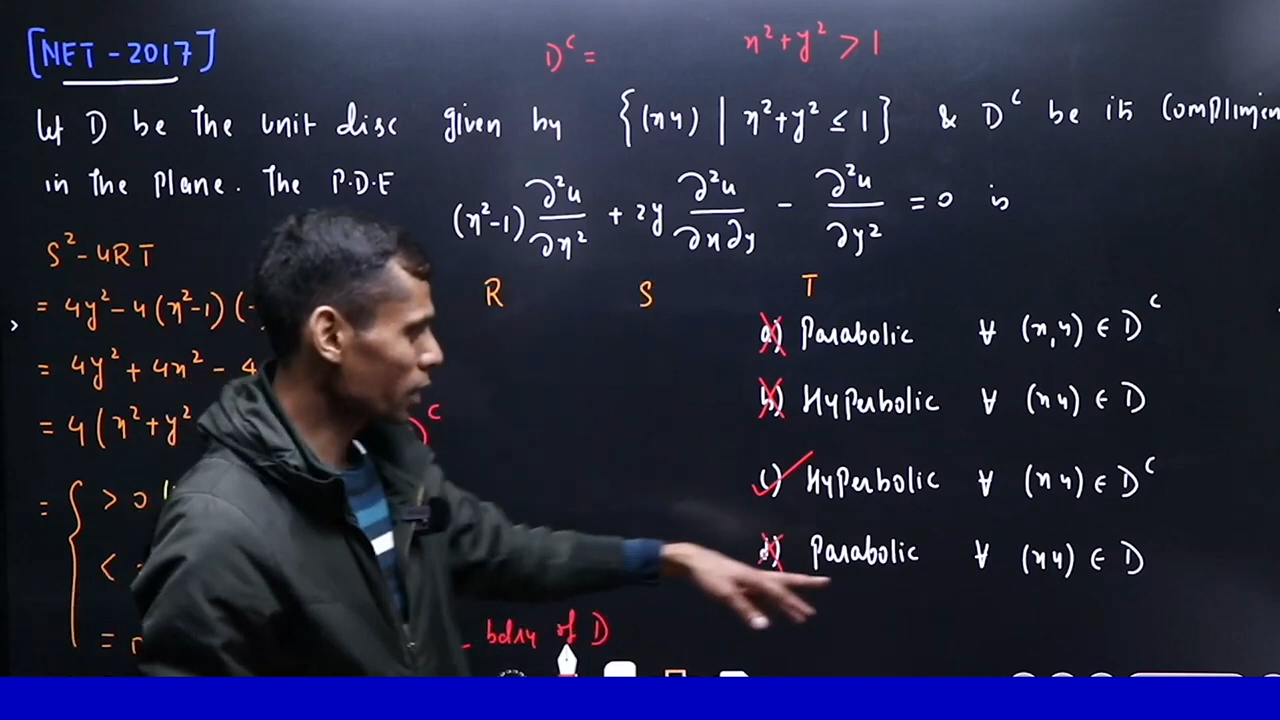 [NET-2017]
D^c = x²+y² > 1
Let D be the unit disc given by {(x y) | x²+y² ≤ 1} & D^c be its Complimen
in the plane. The P.D.E (x²-1) ∂²u/∂x² + 2y ∂²u/∂x∂y - ∂²u/∂y² = 0 is
R S T
S² - 4RT
= 4y² - 4(x²-1)(-
= 4y² + 4x² - 4
= 4(x²+y²
D^c
= { > 0
<
=
bdry of D
a) Parabolic ∀ (x,y) ∈ D^c
b) Hyperbolic ∀ (x y) ∈ D
c) Hyperbolic ∀ (x y) ∈ D^c
d) Parabolic ∀ (x y) ∈ D